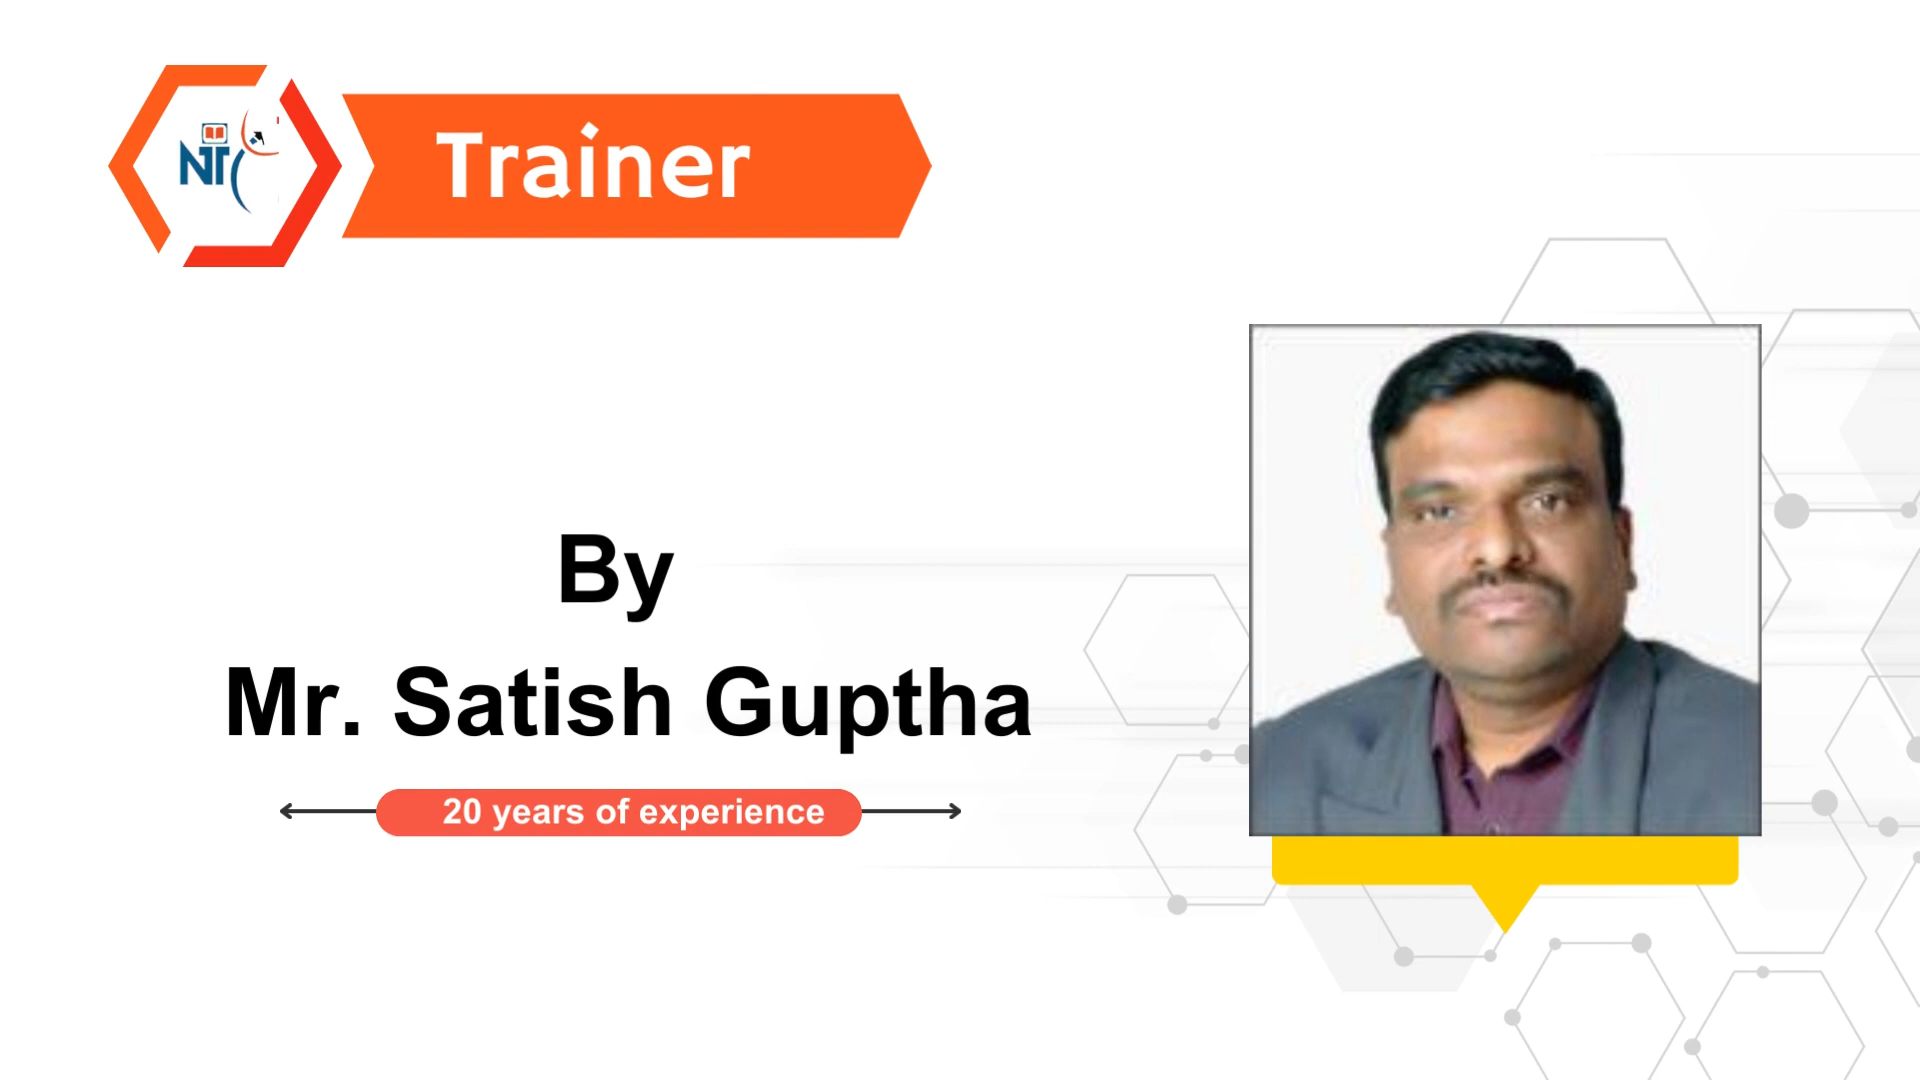 NT
Trainer
By
Mr. Satish Guptha
20 years of experience